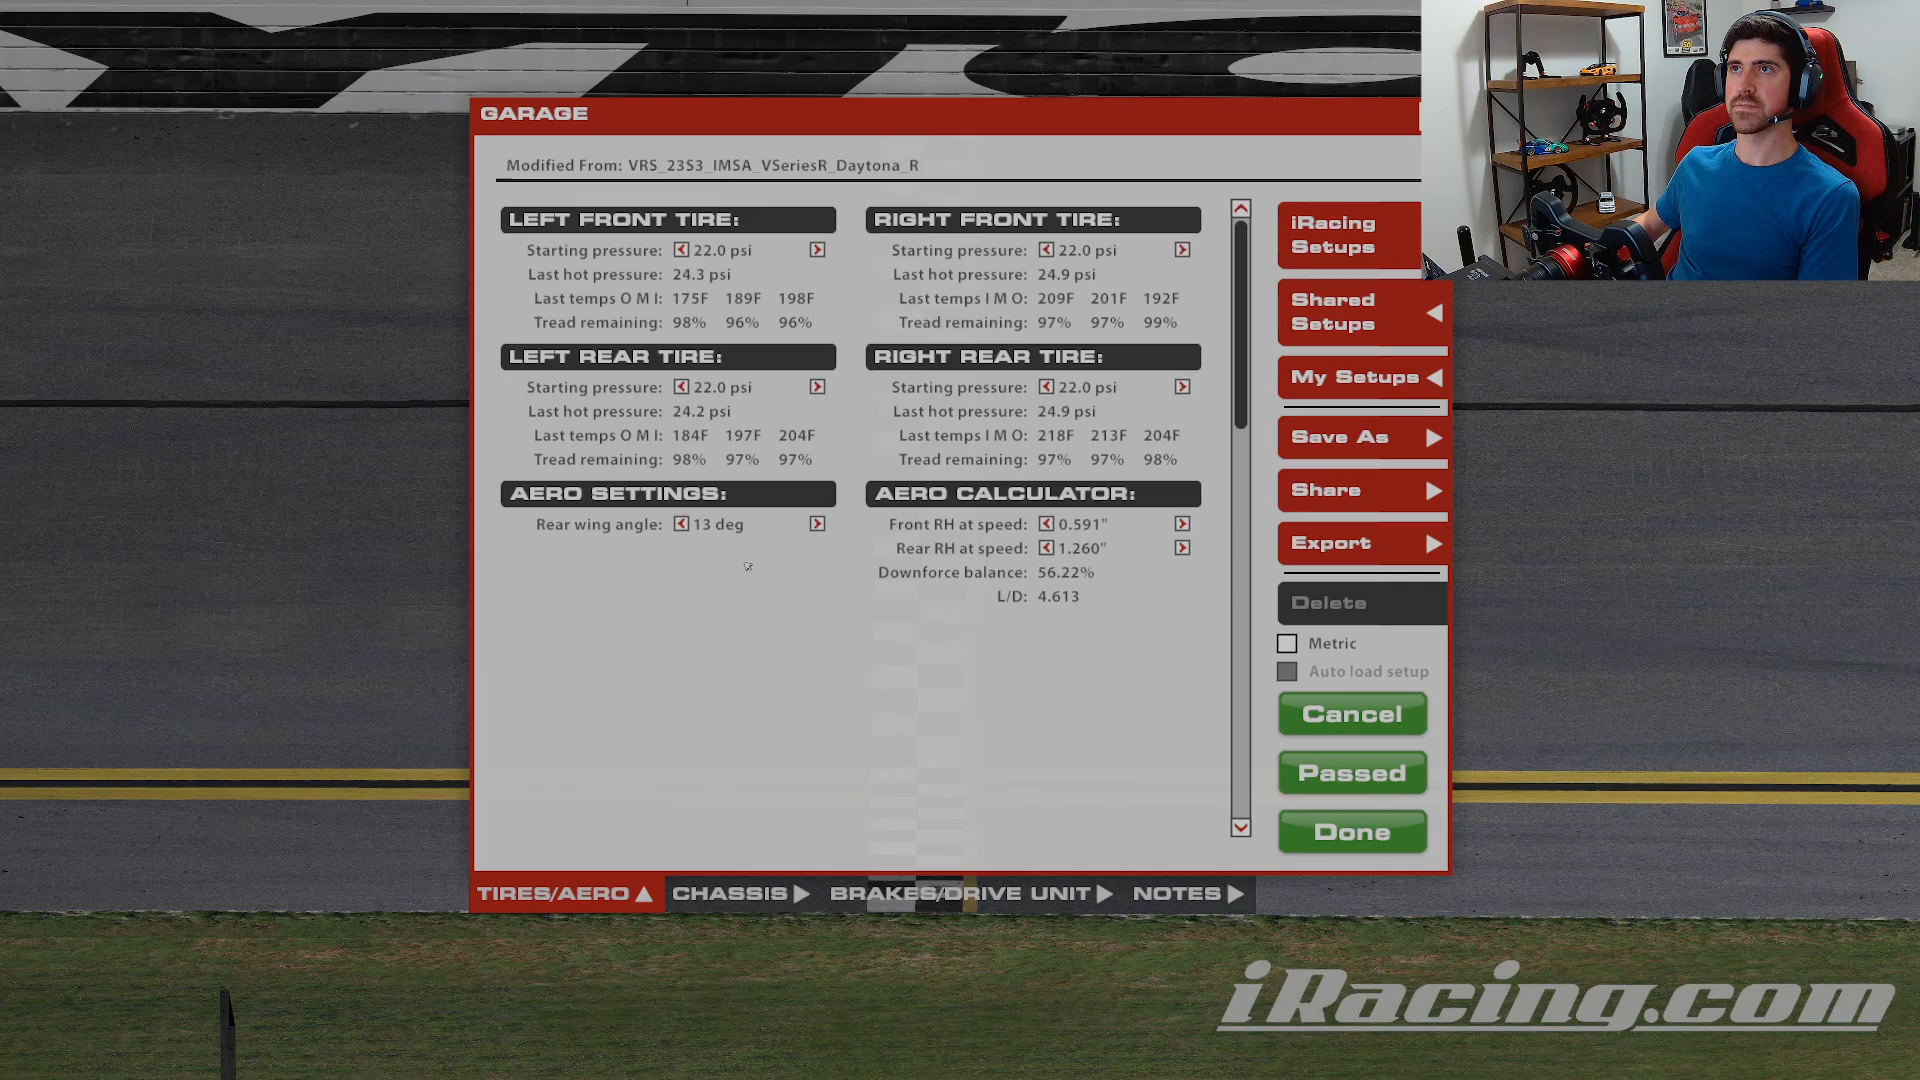 GARAGE
Modified From: VRS_23S3_IMSA_VSeriesR_Daytona_R
LEFT FRONT TIRE:
Starting pressure: 22.0 psi
Last hot pressure: 24.3 psi
Last temps O M I: 175F 189F 198F
Tread remaining: 98% 96% 96%
RIGHT FRONT TIRE:
Starting pressure: 22.0 psi
Last hot pressure: 24.9 psi
Last temps I M O: 209F 201F 192F
Tread remaining: 97% 97% 99%
LEFT REAR TIRE:
Starting pressure: 22.0 psi
Last hot pressure: 24.2 psi
Last temps O M I: 184F 197F 204F
Tread remaining: 98% 97% 97%
RIGHT REAR TIRE:
Starting pressure: 22.0 psi
Last hot pressure: 24.9 psi
Last temps I M O: 218F 213F 204F
Tread remaining: 97% 97% 98%
AERO SETTINGS:
Rear wing angle: 13 deg
AERO CALCULATOR:
Front RH at speed: 0.591"
Rear RH at speed: 1.260"
Downforce balance: 56.22%
L/D: 4.613
iRacing
Setups
Shared
Setups
My Setups
Save As
Share
Export
Delete
Metric
Auto load setup
Cancel
Passed
Done
TIRES/AERO
CHASSIS
BRAKES/DRIVE UNIT
NOTES
iRacing.com